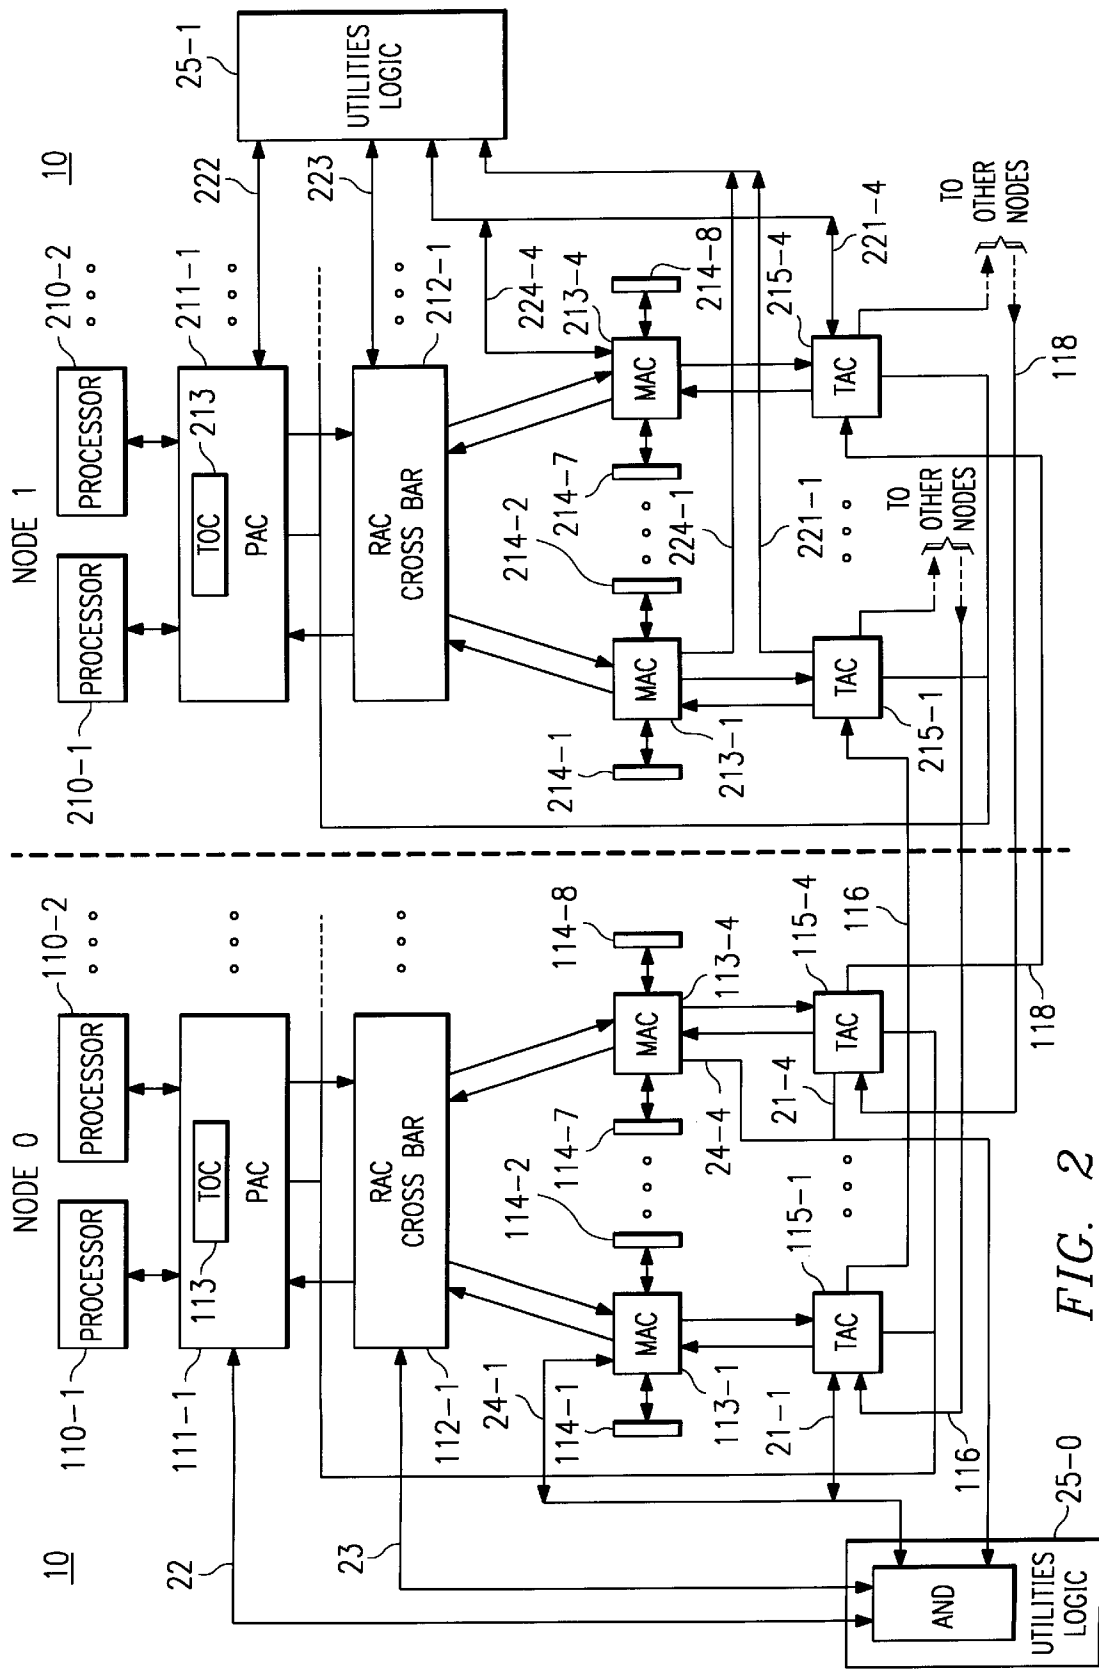 10
NODE 0
110-1
PROCESSOR
PROCESSOR
110-2
111-1
113
TOC
PAC
22
RAC
CROSS BAR
112-1
23
24-1
114-1
MAC
113-1
114-2
114-7
MAC
113-4
114-8
24-4
21-1
TAC
115-1
21-4
TAC
115-4
116
116
118
25-0
AND
UTILITIES
LOGIC
NODE 1
10
210-1
PROCESSOR
PROCESSOR
210-2
TOC
213
PAC
211-1
222
25-1
UTILITIES
LOGIC
RAC
CROSS BAR
212-1
223
214-1
MAC
213-1
214-2
214-7
MAC
213-4
224-4
214-8
224-1
221-1
TAC
215-1
TAC
215-4
221-4
TO
OTHER
NODES
TO
OTHER
NODES
118
FIG. 2